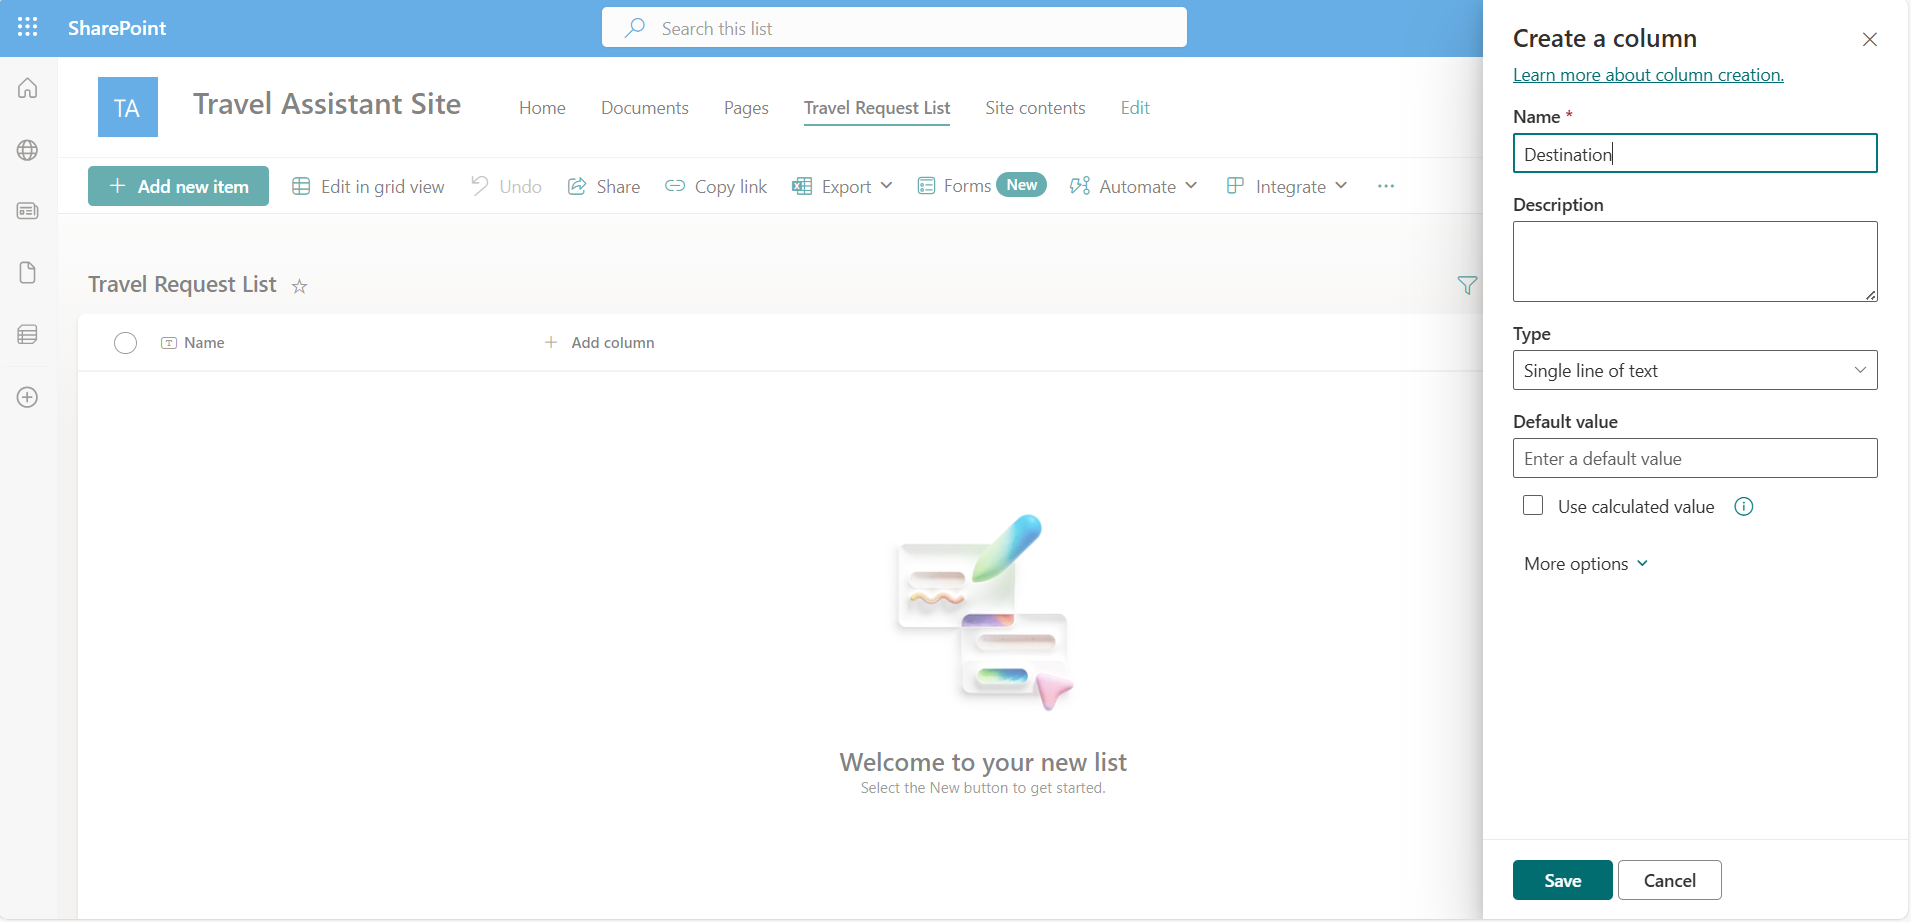 SharePoint
Search this list
TA
Travel Assistant Site
Home Documents Pages Travel Request List Site contents Edit
Add new item Edit in grid view Undo Share Copy link Export Forms New Automate Integrate ...
Travel Request List
Name Add column
Welcome to your new list
Select the New button to get started.
Create a column
Learn more about column creation.
Name *
Destination
Description
Type
Single line of text
Default value
Enter a default value
Use calculated value
More options
Save Cancel